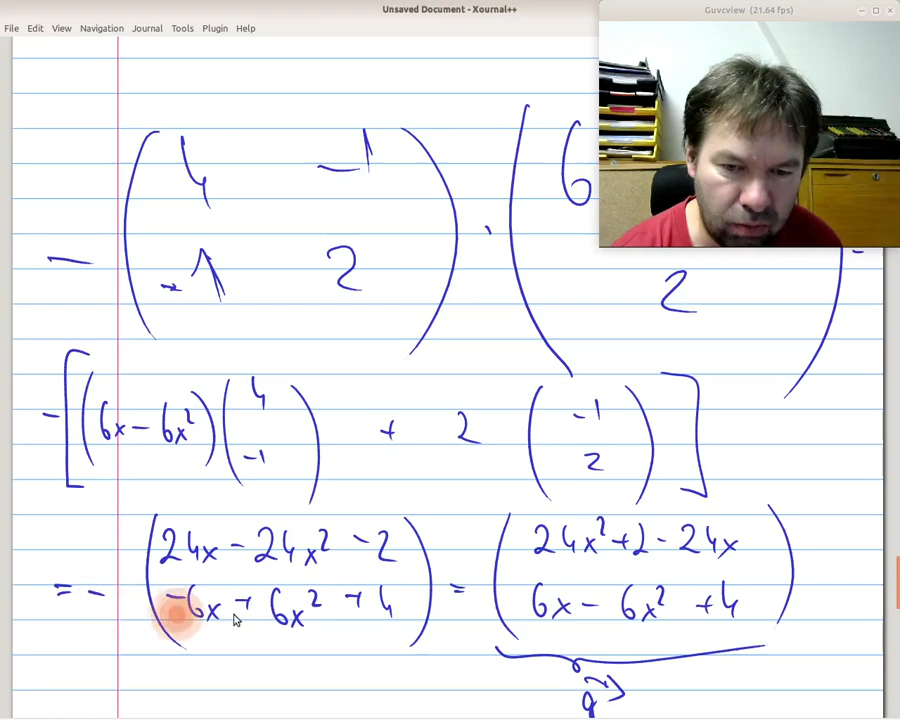 Unsaved Document - Xournal++
Guvcview (21.64 fps)
File Edit View Navigation Journal Tools Plugin Help
4 -1 6
- ( ) · ( )
-1 2 2
-[(6x - 6x²)(4 -1) + 2 (-1 2)]
24x - 24x² - 2 24x² + 2 - 24x
= - ( ) = ( )
-6x + 6x² + 4 6x - 6x² + 4